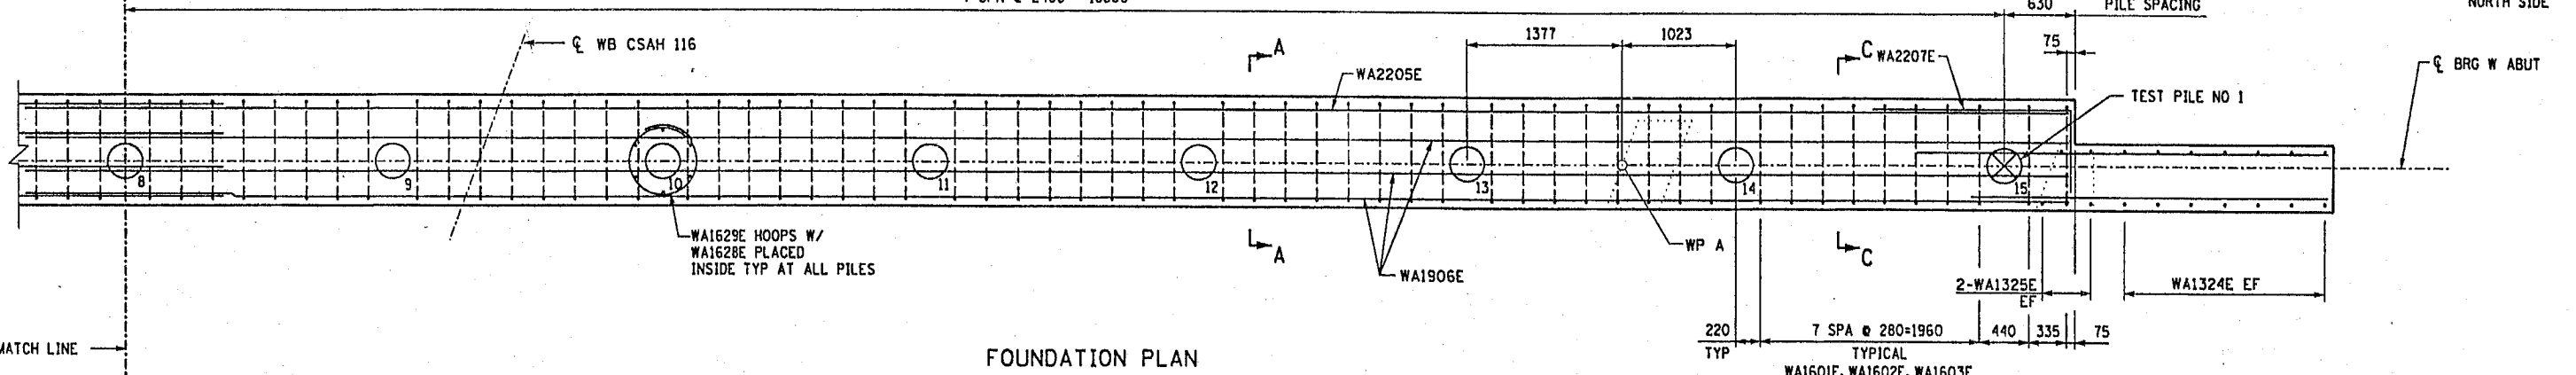 630
PILE SPACING
NORTH SIDE
℄ WB CSAH 116
A
1377
1023
C
WA2207E
75
℄ BRG W ABUT
WA2205E
TEST PILE NO 1
8
9
10
11
12
13
14
15
WA1629E HOOPS W/
WA1628E PLACED
INSIDE TYP AT ALL PILES
A
WA1906E
WP A
C
2-WA1325E
EF
WA1324E EF
MATCH LINE
FOUNDATION PLAN
220
TYP
7 SPA @ 280=1960
TYPICAL
440
335
75
WA1601E, WA1602E, WA1603E